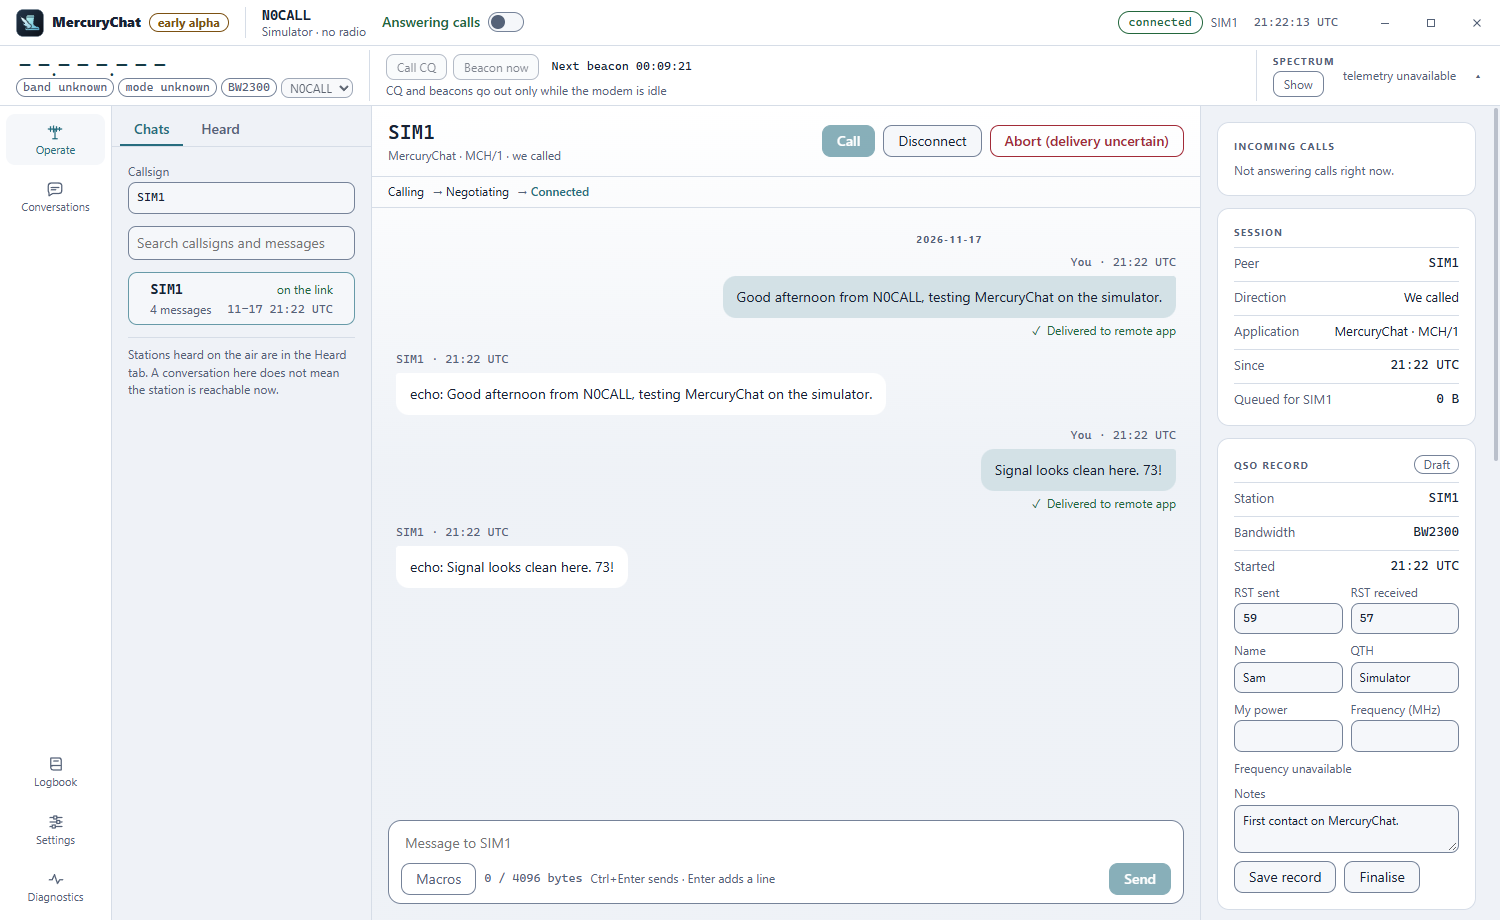 MercuryChat early alpha
N0CALL
Simulator · no radio
Answering calls
connected SIM1 21:22:13 UTC
– –.– – –.– – –
band unknown mode unknown BW2300 N0CALL
Call CQ Beacon now Next beacon 00:09:21
CQ and beacons go out only while the modem is idle
SPECTRUM
Show
telemetry unavailable
Operate
Conversations
Logbook
Settings
Diagnostics
Chats Heard
Callsign
SIM1
Search callsigns and messages
SIM1 on the link
4 messages 11-17 21:22 UTC
Stations heard on the air are in the Heard
tab. A conversation here does not mean
the station is reachable now.
SIM1
MercuryChat · MCH/1 · we called
Call Disconnect Abort (delivery uncertain)
Calling → Negotiating → Connected
2026-11-17
You · 21:22 UTC
Good afternoon from N0CALL, testing MercuryChat on the simulator.
✓ Delivered to remote app
SIM1 · 21:22 UTC
echo: Good afternoon from N0CALL, testing MercuryChat on the simulator.
You · 21:22 UTC
Signal looks clean here. 73!
✓ Delivered to remote app
SIM1 · 21:22 UTC
echo: Signal looks clean here. 73!
Message to SIM1
Macros 0 / 4096 bytes Ctrl+Enter sends · Enter adds a line
Send
INCOMING CALLS
Not answering calls right now.
SESSION
Peer SIM1
Direction We called
Application MercuryChat · MCH/1
Since 21:22 UTC
Queued for SIM1 0 B
QSO RECORD Draft
Station SIM1
Bandwidth BW2300
Started 21:22 UTC
RST sent RST received
59 57
Name QTH
Sam Simulator
My power Frequency (MHz)
Frequency unavailable
Notes
First contact on MercuryChat.
Save record Finalise